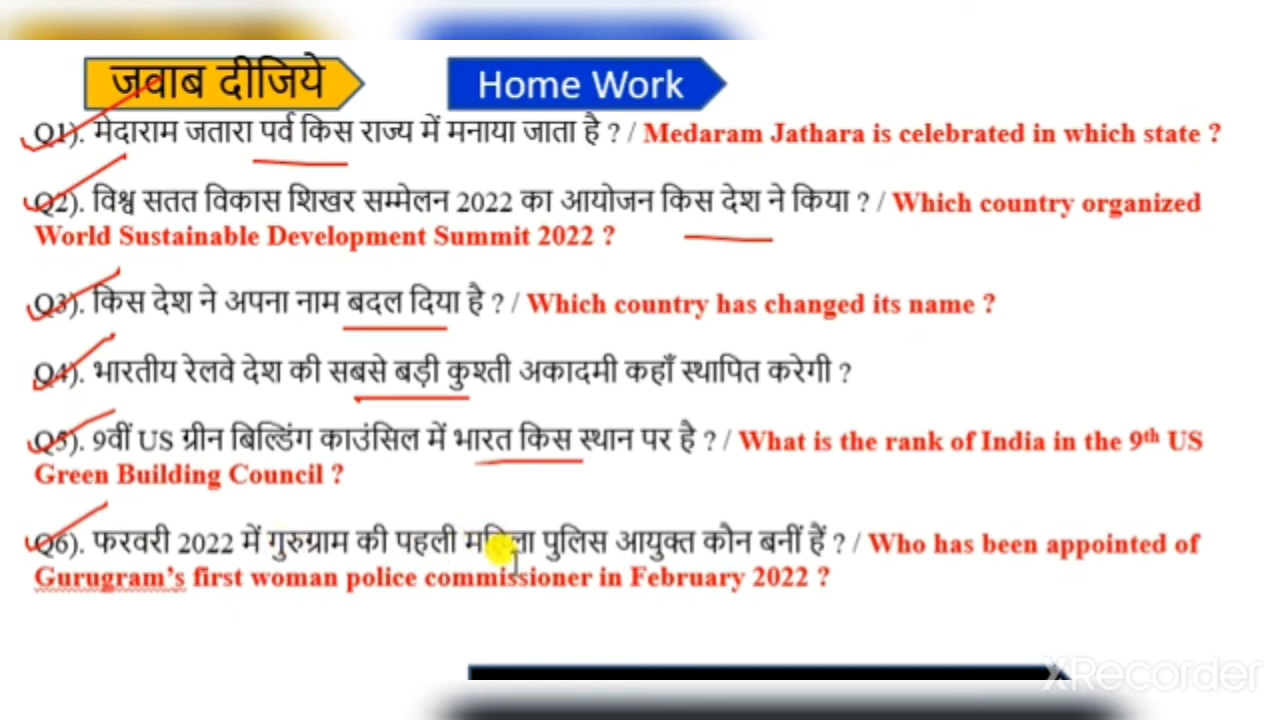 जवाब दीजिये
Home Work
Q1). मेदाराम जतारा पर्व किस राज्य में मनाया जाता है ? / Medaram Jathara is celebrated in which state ?
Q2). विश्व सतत विकास शिखर सम्मेलन 2022 का आयोजन किस देश ने किया ? / Which country organized
World Sustainable Development Summit 2022 ?
Q3). किस देश ने अपना नाम बदल दिया है ? / Which country has changed its name ?
Q4). भारतीय रेलवे देश की सबसे बड़ी कुश्ती अकादमी कहाँ स्थापित करेगी ?
Q5). 9वीं US ग्रीन बिल्डिंग काउंसिल में भारत किस स्थान पर है ? / What is the rank of India in the 9th US
Green Building Council ?
Q6). फरवरी 2022 में गुरुग्राम की पहली महिला पुलिस आयुक्त कौन बनीं हैं ? / Who has been appointed of
Gurugram's first woman police commissioner in February 2022 ?
XRecorder